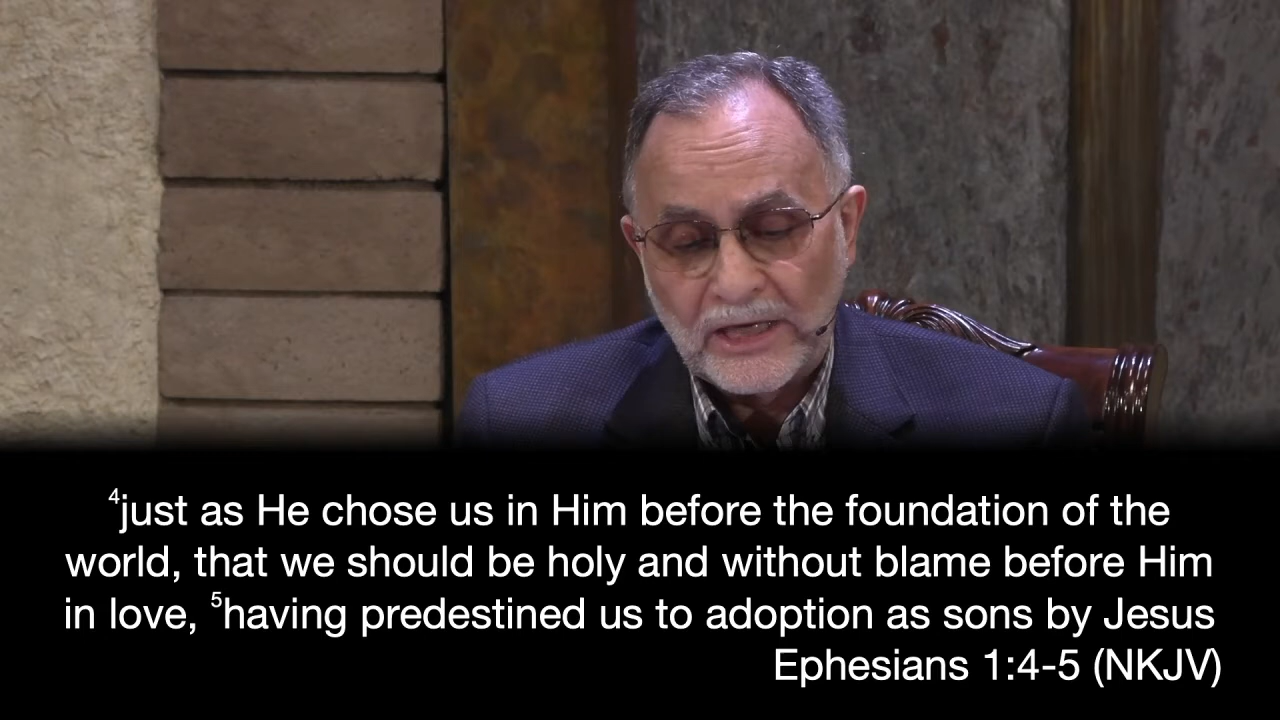 ⁴just as He chose us in Him before the foundation of the
world, that we should be holy and without blame before Him
in love, ⁵having predestined us to adoption as sons by Jesus
Ephesians 1:4-5 (NKJV)